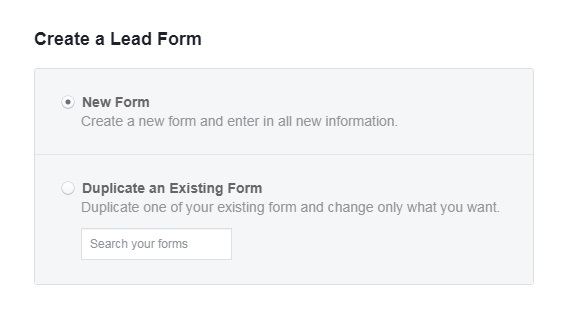 Create a Lead Form
New Form
Create a new form and enter in all new information.
Duplicate an Existing Form
Duplicate one of your existing form and change only what you want.
Search your forms